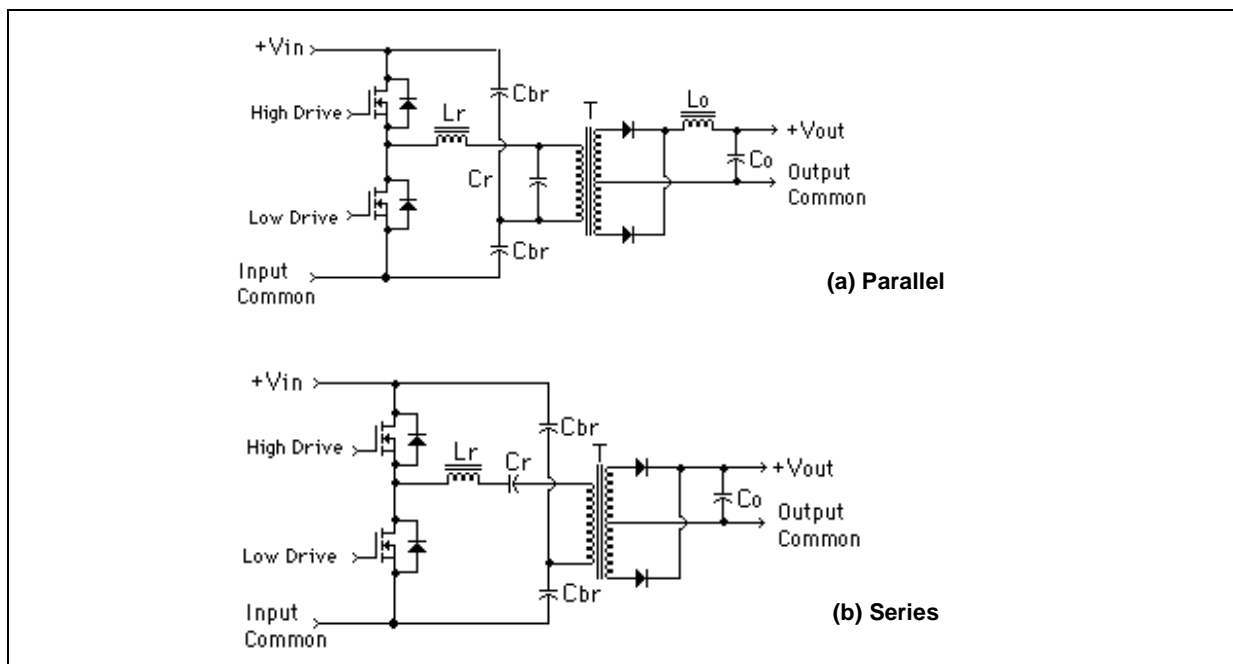 +Vin
Cbr
High Drive
Lr
T
Lo
+Vout
Cr
Co
Output
Common
Low Drive
Cbr
Input
Common
(a) Parallel
+Vin
Cbr
High Drive
Lr
Cr
T
+Vout
Co
Output
Common
Low Drive
Cbr
Input
Common
(b) Series